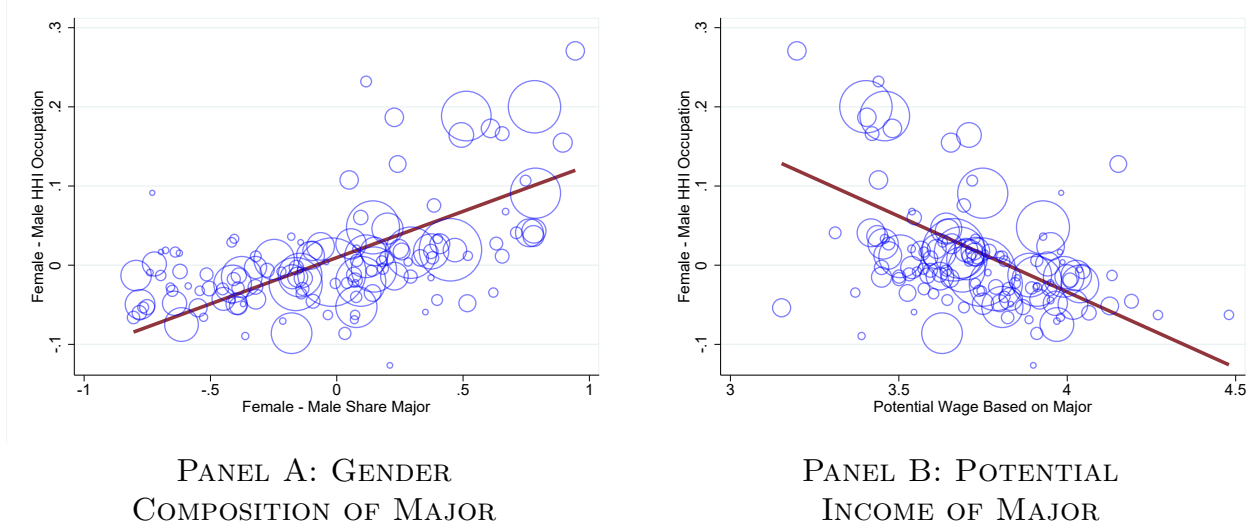 Female - Male HHI Occupation
.3
.2
.1
0
-.1
-1
-.5
0
.5
1
Female - Male Share Major
Panel A: Gender
Composition of Major
Female - Male HHI Occupation
.3
.2
.1
0
-.1
3
3.5
4
4.5
Potential Wage Based on Major
Panel B: Potential
Income of Major